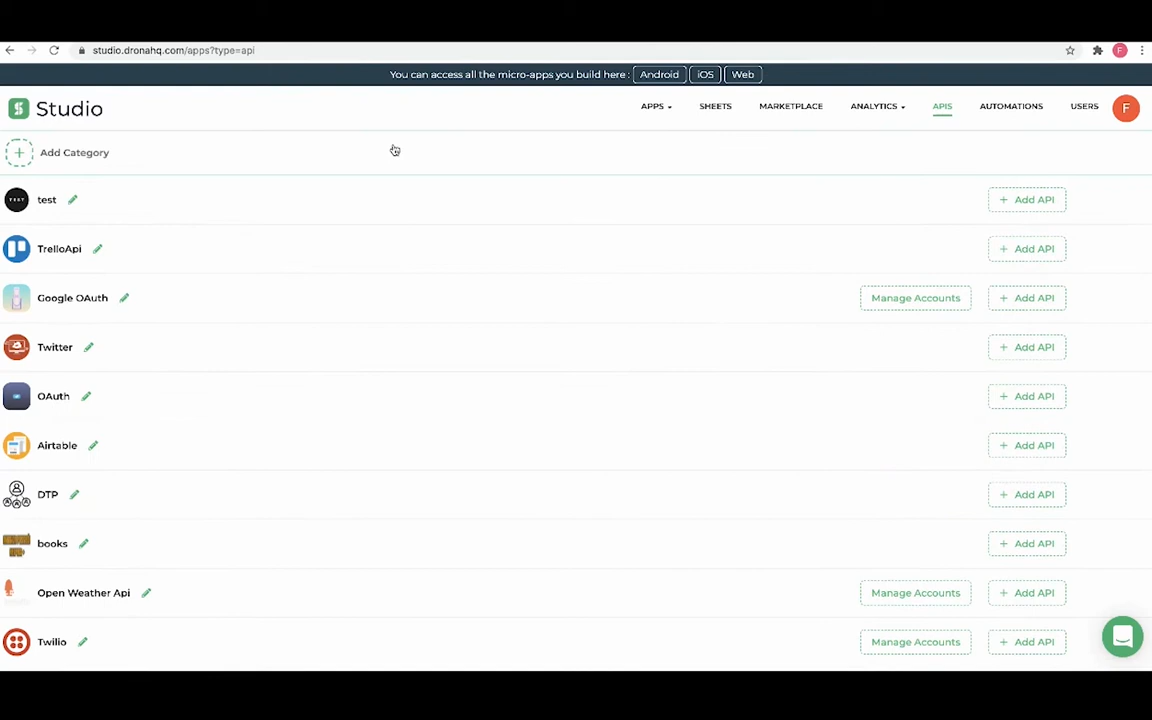 studio.dronahq.com/apps?type=api
F
You can access all the micro-apps you build here : Android iOS Web
Studio
APPS SHEETS MARKETPLACE ANALYTICS APIS AUTOMATIONS USERS F
+ Add Category
TEST test + Add API
TrelloApi + Add API
Google OAuth Manage Accounts + Add API
Twitter + Add API
OAuth + Add API
Airtable + Add API
DTP + Add API
books + Add API
Open Weather Api Manage Accounts + Add API
Twilio Manage Accounts + Add API